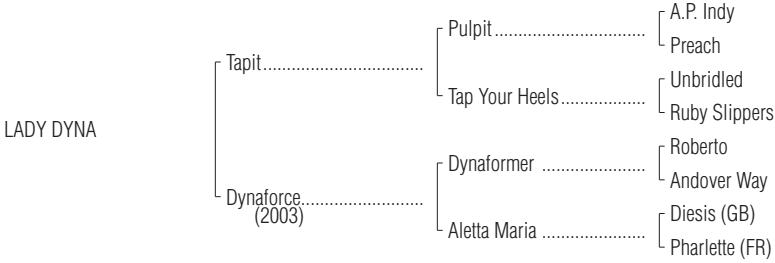 A.P. Indy
Pulpit..................................
Preach
Tapit....................................
Unbridled
Tap Your Heels...................
Ruby Slippers
LADY DYNA
Roberto
Dynaformer .......................
Andover Way
Dynaforce...........................
(2003)
Diesis (GB)
Aletta Maria .......................
Pharlette (FR)